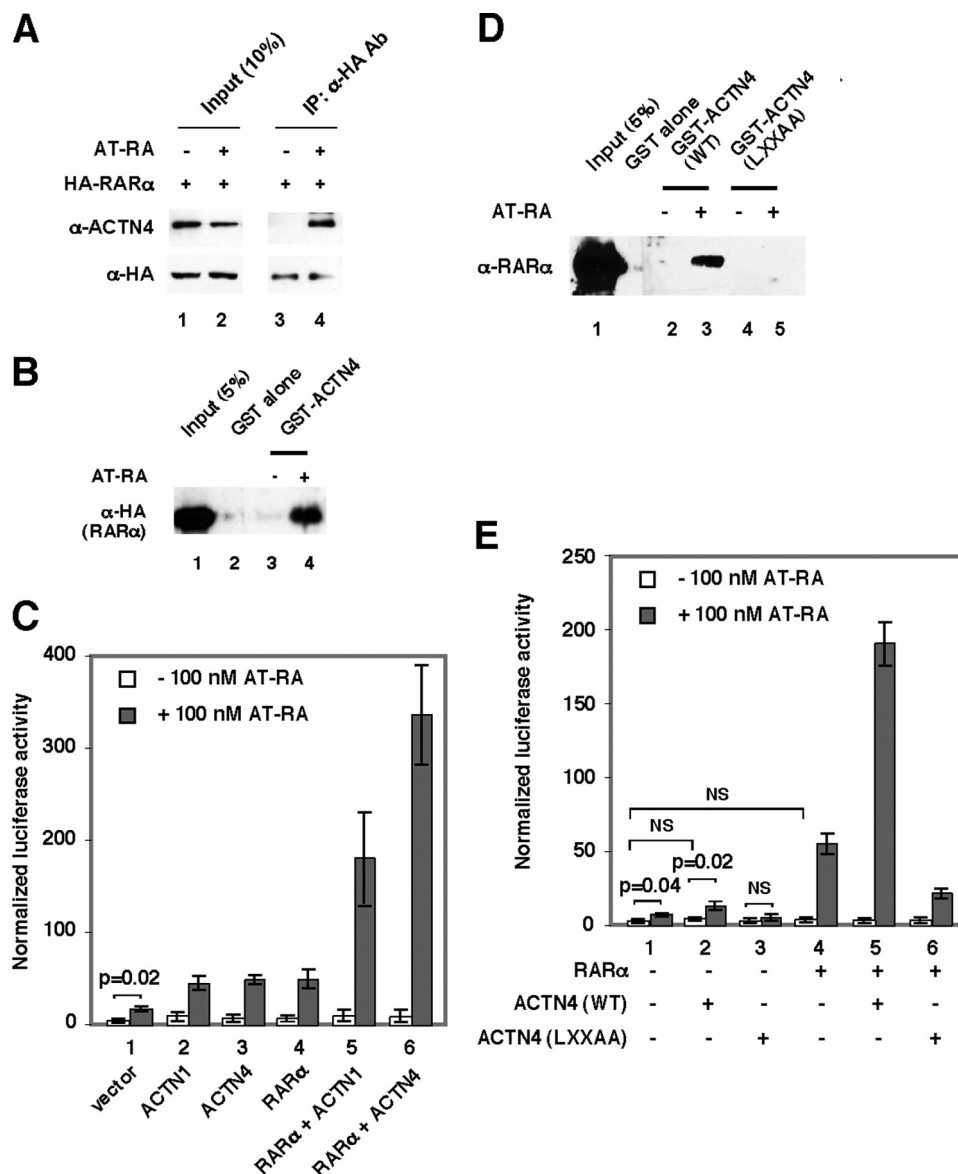 A
Input (10%)
IP: α-HA Ab
AT-RA - + - +
HA-RARα + + + +
α-ACTN4
α-HA
1 2 3 4
B
Input (5%)
GST alone
GST-ACTN4
AT-RA - +
α-HA
(RARα)
1 2 3 4
C
Normalized luciferase activity
400
300
200
100
0
- 100 nM AT-RA
+ 100 nM AT-RA
p=0.02
1 2 3 4 5 6
vector
ACTN1
ACTN4
RARα
RARα + ACTN1
RARα + ACTN4
D
Input (5%)
GST alone
GST-ACTN4
(WT)
GST-ACTN4
(LXXAA)
AT-RA - + - +
α-RARα
1 2 3 4 5
E
Normalized luciferase activity
250
200
150
100
50
0
- 100 nM AT-RA
+ 100 nM AT-RA
NS
NS
p=0.02
p=0.04
NS
1 2 3 4 5 6
RARα - - - + + +
ACTN4 (WT) - + - - + -
ACTN4 (LXXAA) - - + - - +